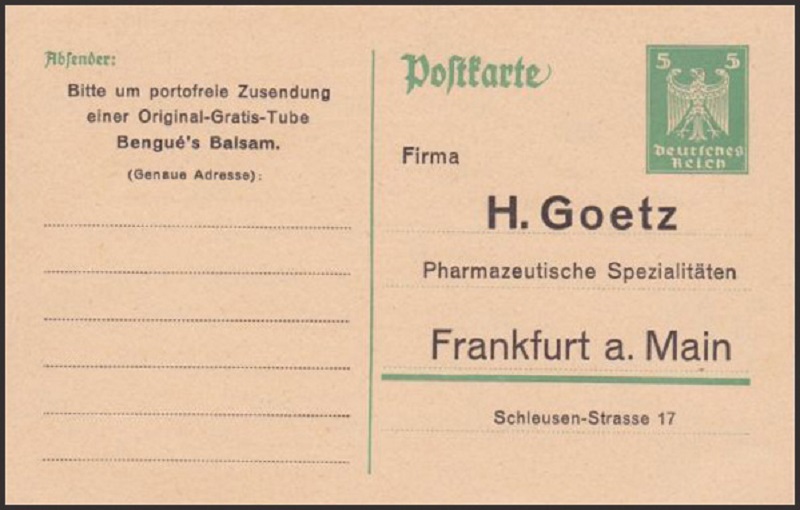 Absender:
Bitte um portofreie Zusendung
einer Original-Gratis-Tube
Bengué's Balsam.
(Genaue Adresse):
Postkarte
5 5
Deutsches
Reich
Firma
H. Goetz
Pharmazeutische Spezialitäten
Frankfurt a. Main
Schleusen-Strasse 17